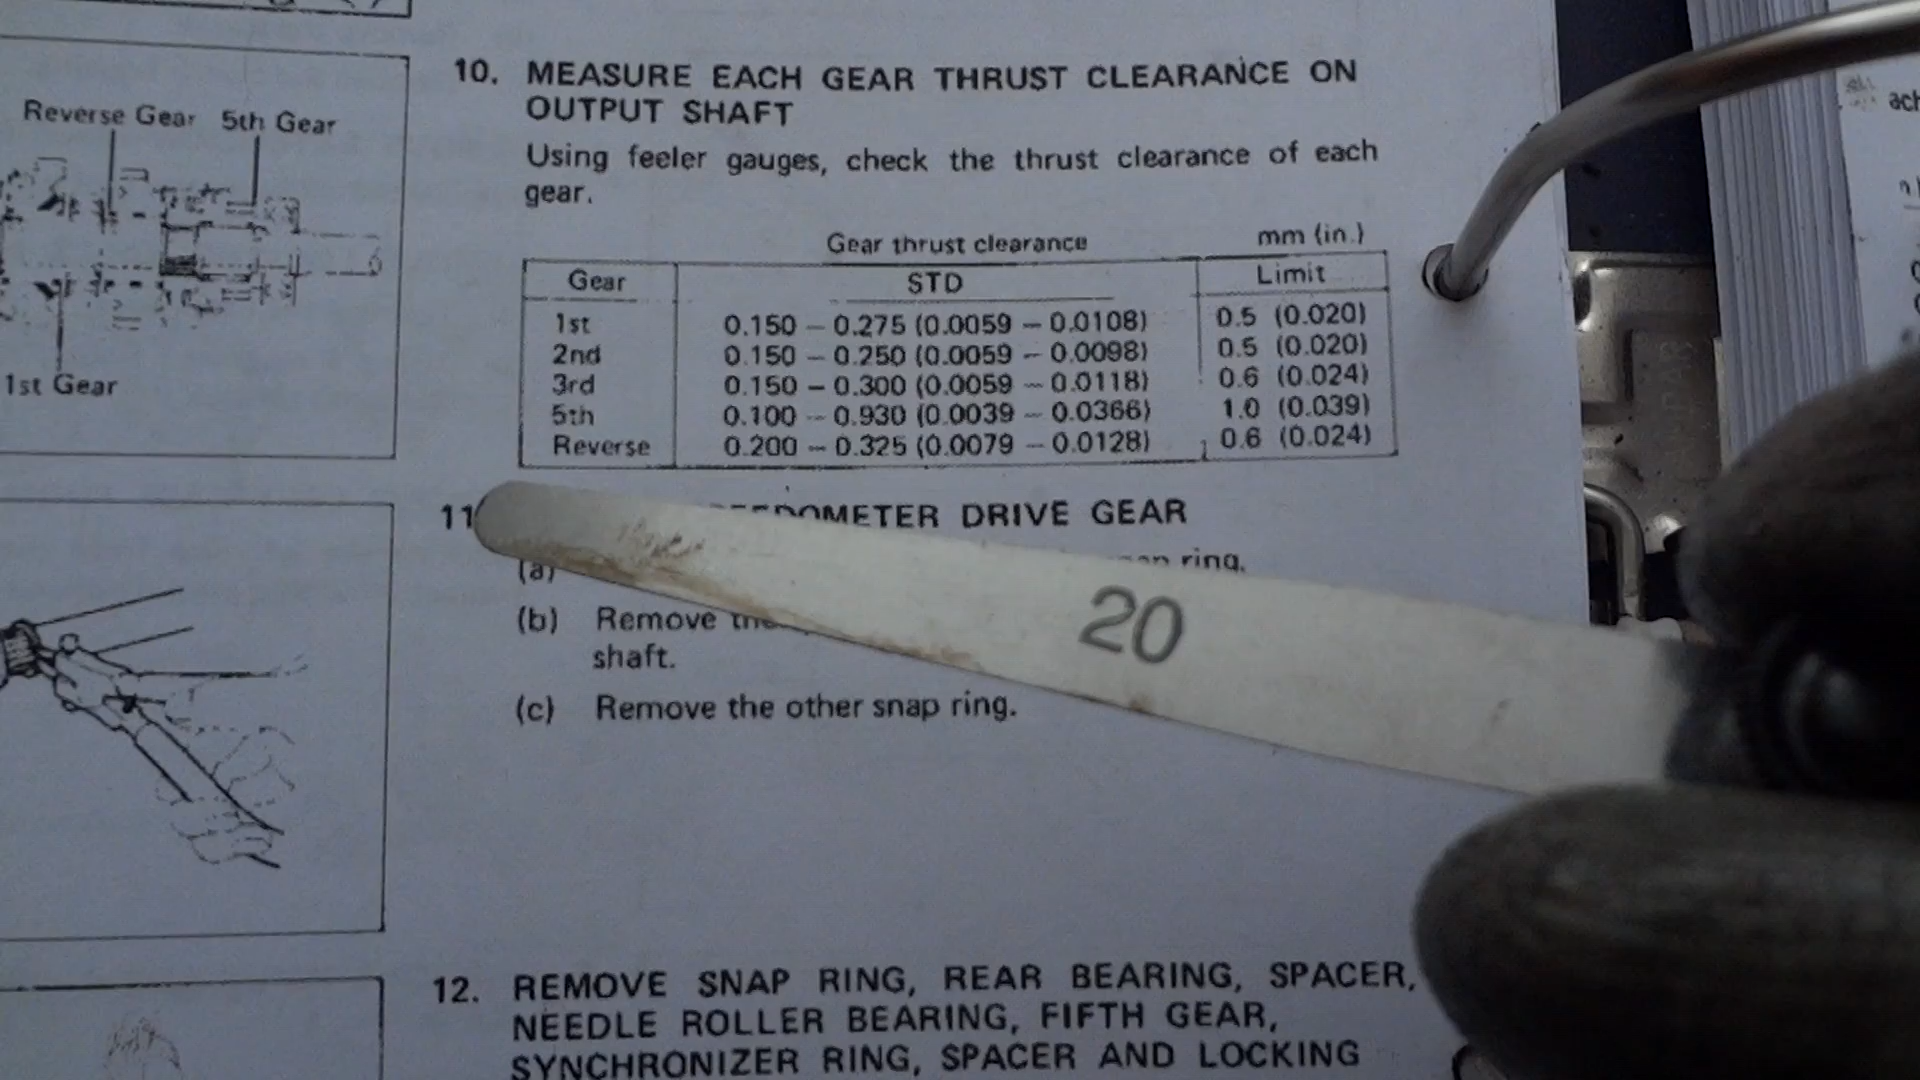 Reverse Gear 5th Gear
1st Gear
10. MEASURE EACH GEAR THRUST CLEARANCE ON
OUTPUT SHAFT
Using feeler gauges, check the thrust clearance of each
gear.
Gear thrust clearance mm (in.)
Gear STD Limit
1st 0.150 – 0.275 (0.0059 – 0.0108) 0.5 (0.020)
2nd 0.150 – 0.250 (0.0059 – 0.0098) 0.5 (0.020)
3rd 0.150 – 0.300 (0.0059 – 0.0118) 0.6 (0.024)
5th 0.100 – 0.930 (0.0039 – 0.0366) 1.0 (0.039)
Reverse 0.200 – 0.325 (0.0079 – 0.0128) 0.6 (0.024)
11 DRIVE GEAR
(a) ring.
20
(b) Remove
shaft.
(c) Remove the other snap ring.
12. REMOVE SNAP RING, REAR BEARING, SPACER,
NEEDLE ROLLER BEARING, FIFTH GEAR,
SYNCHRONIZER RING, SPACER AND LOCKING